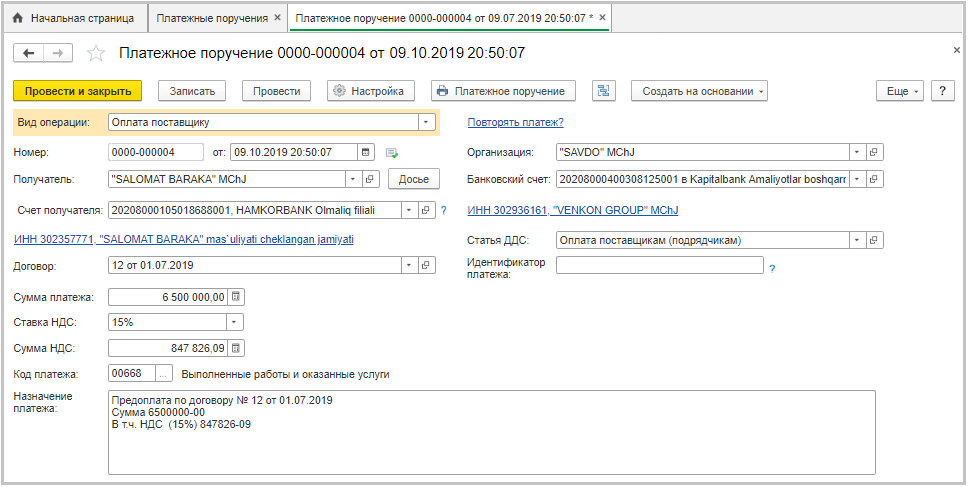 Начальная страница
Платежные поручения ×
Платежное поручение 0000-000004 от 09.07.2019 20:50:07 * ×
Платежное поручение 0000-000004 от 09.10.2019 20:50:07
Провести и закрыть Записать Провести Настройка Платежное поручение Создать на основании Еще ?
Вид операции: Оплата поставщику Повторять платеж?
Номер: 0000-000004 от: 09.10.2019 20:50:07 Организация: "SAVDO" MChJ
Получатель: "SALOMAT BARAKA" MChJ Досье Банковский счет: 20208000400308125001 в Kapitalbank Amaliyotlar boshqarm
Счет получателя: 20208000105018688001, HAMKORBANK Olmaliq filiali ? ИНН 302936161, "VENKON GROUP" MChJ
ИНН 302357771, "SALOMAT BARAKA" mas`uliyati cheklangan jamiyati Статья ДДС: Оплата поставщикам (подрядчикам)
Договор: 12 от 01.07.2019 Идентификатор
платежа: ?
Сумма платежа: 6 500 000,00
Ставка НДС: 15%
Сумма НДС: 847 826,09
Код платежа: 00668 ... Выполненные работы и оказанные услуги
Назначение
платежа:
Предоплата по договору № 12 от 01.07.2019
Сумма 6500000-00
В т.ч. НДС (15%) 847826-09